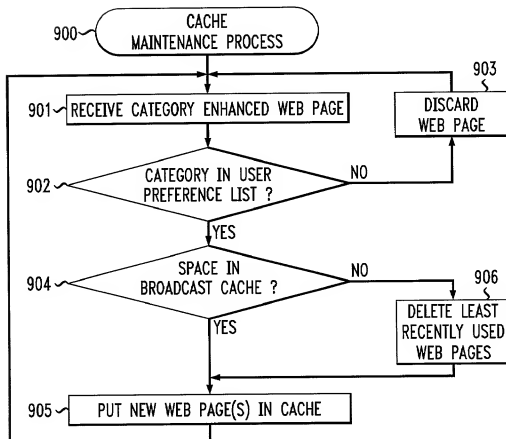 900
CACHE
MAINTENANCE PROCESS
903
901
RECEIVE CATEGORY ENHANCED WEB PAGE
DISCARD
WEB PAGE
902
CATEGORY IN USER
PREFERENCE LIST ?
NO
YES
904
SPACE IN
BROADCAST CACHE ?
NO
906
YES
DELETE LEAST
RECENTLY USED
WEB PAGES
905
PUT NEW WEB PAGE(S) IN CACHE